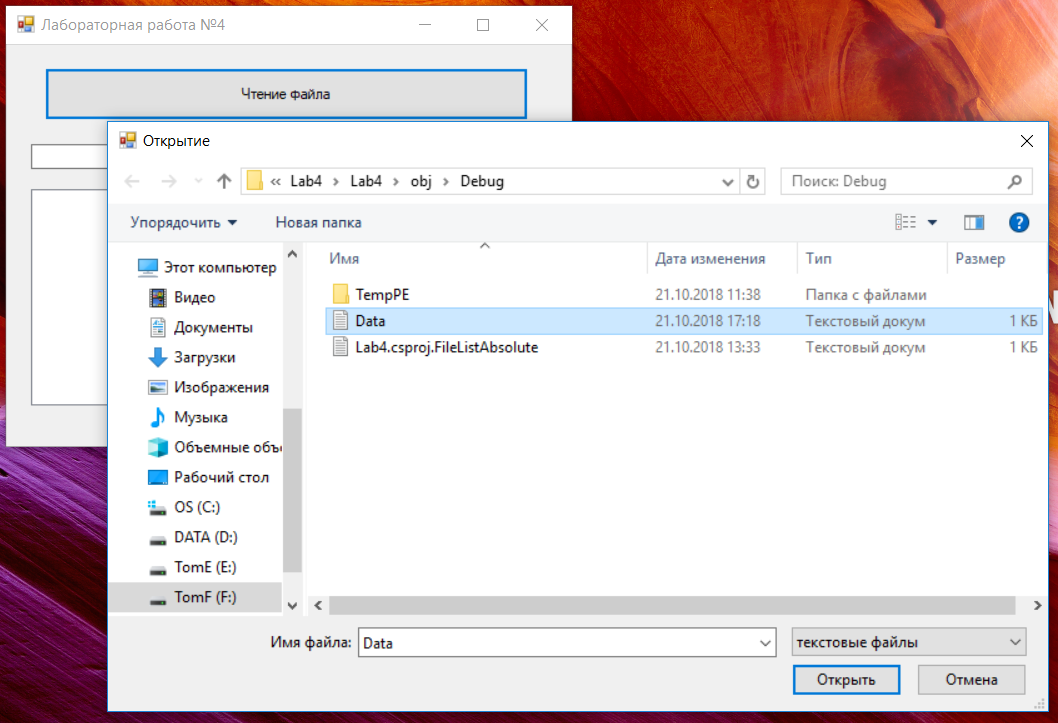 Лабораторная работа №4
Чтение файла
Открытие
« Lab4 › Lab4 › obj › Debug
Поиск: Debug
Упорядочить
Новая папка
?
Этот компьютер
Видео
Документы
Загрузки
Изображения
Музыка
Объемные объ
Рабочий стол
OS (C:)
DATA (D:)
TomE (E:)
TomF (F:)
Имя Дата изменения Тип Размер
TempPE 21.10.2018 11:38 Папка с файлами
Data 21.10.2018 17:18 Текстовый докум 1 КБ
Lab4.csproj.FileListAbsolute 21.10.2018 13:33 Текстовый докум 1 КБ
Имя файла: Data
текстовые файлы
Открыть
Отмена